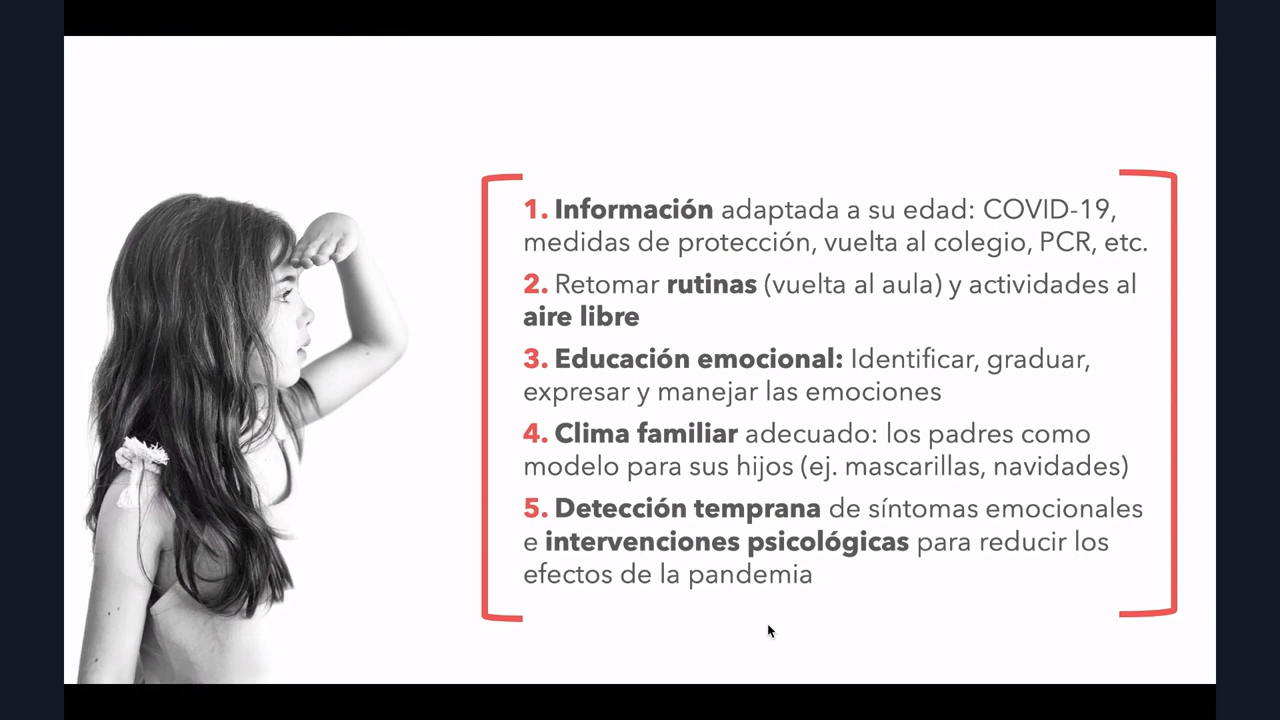 1. Información adaptada a su edad: COVID-19,
medidas de protección, vuelta al colegio, PCR, etc.
2. Retomar rutinas (vuelta al aula) y actividades al
aire libre
3. Educación emocional: Identificar, graduar,
expresar y manejar las emociones
4. Clima familiar adecuado: los padres como
modelo para sus hijos (ej. mascarillas, navidades)
5. Detección temprana de síntomas emocionales
e intervenciones psicológicas para reducir los
efectos de la pandemia